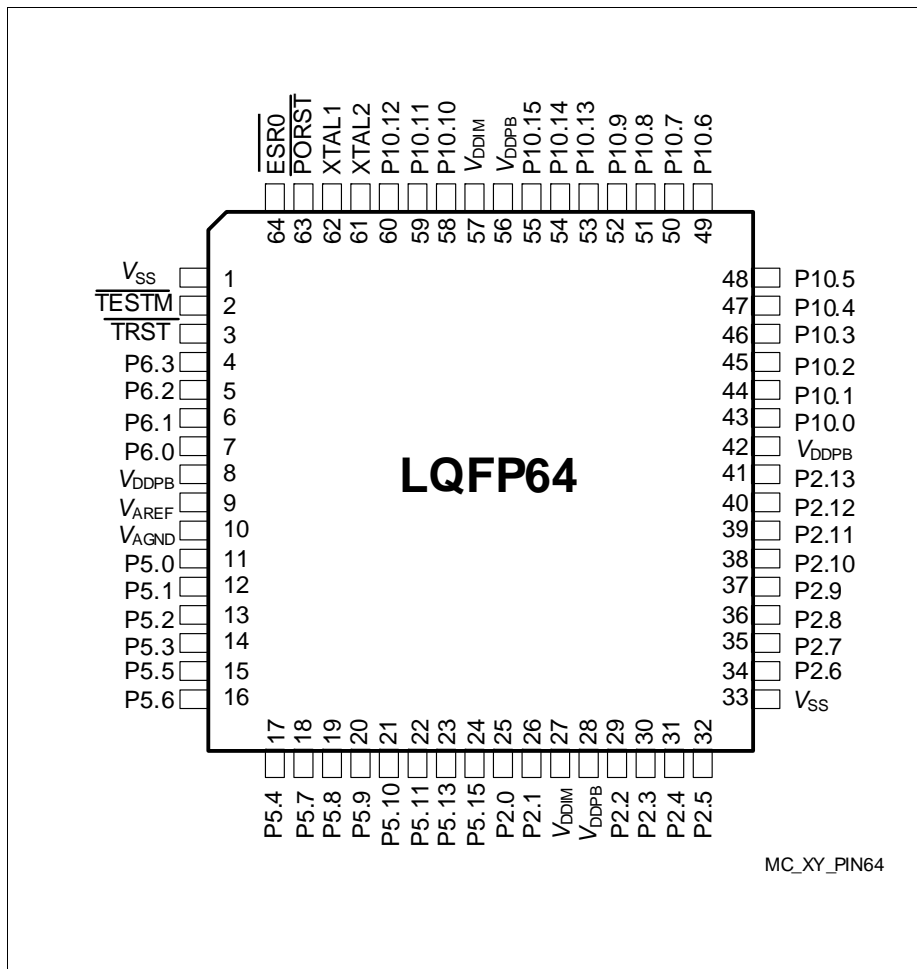 ESR0
PORST
XTAL1
XTAL2
P10.12
P10.11
P10.10
VDDIM
VDDPB
P10.15
P10.14
P10.13
P10.9
P10.8
P10.7
P10.6
64
63
62
61
60
59
58
57
56
55
54
53
52
51
50
49
VSS 1
TESTM 2
TRST 3
P6.3 4
P6.2 5
P6.1 6
P6.0 7
VDDPB 8
VAREF 9
VAGND 10
P5.0 11
P5.1 12
P5.2 13
P5.3 14
P5.5 15
P5.6 16
LQFP64
48 P10.5
47 P10.4
46 P10.3
45 P10.2
44 P10.1
43 P10.0
42 VDDPB
41 P2.13
40 P2.12
39 P2.11
38 P2.10
37 P2.9
36 P2.8
35 P2.7
34 P2.6
33 VSS
17
18
19
20
21
22
23
24
25
26
27
28
29
30
31
32
P5.4
P5.7
P5.8
P5.9
P5.10
P5.11
P5.13
P5.15
P2.0
P2.1
VDDIM
VDDPB
P2.2
P2.3
P2.4
P2.5
MC_XY_PIN64